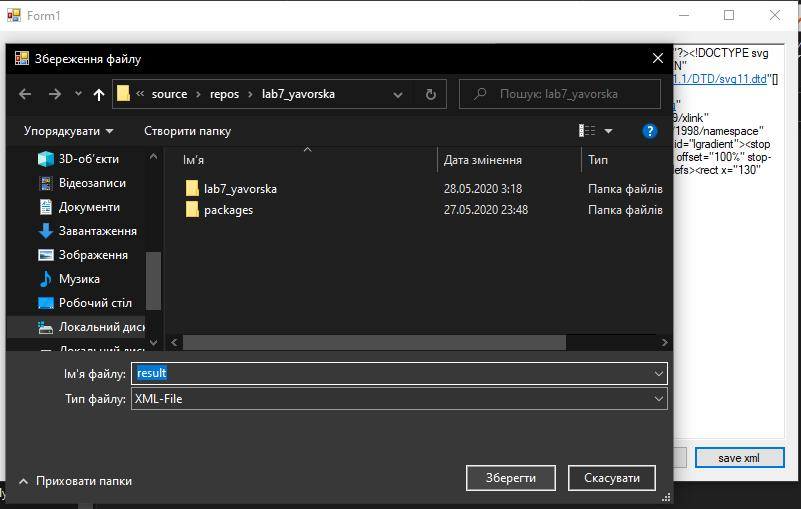 Form1
Збереження файлу
"?><!DOCTYPE svg
N"
1.1/DTD/svg11.dtd"[]
« source › repos › lab7_yavorska
Пошук: lab7_yavorska
9/xlink"
/1998/namespace"
id="lgradient"><stop
offset="100%" stop-
defs><rect x="130"
Упорядкувати
Створити папку
?
Ім'я
Дата змінення
Тип
3D-об'єкти
Відеозаписи
Документи
Завантаження
Зображення
Музика
Робочий стіл
Локальний диск
lab7_yavorska
28.05.2020 3:18
Папка файлів
packages
27.05.2020 23:48
Папка файлів
Ім'я файлу:
result
Тип файлу:
XML-File
Приховати папки
Зберегти
Скасувати
save xml